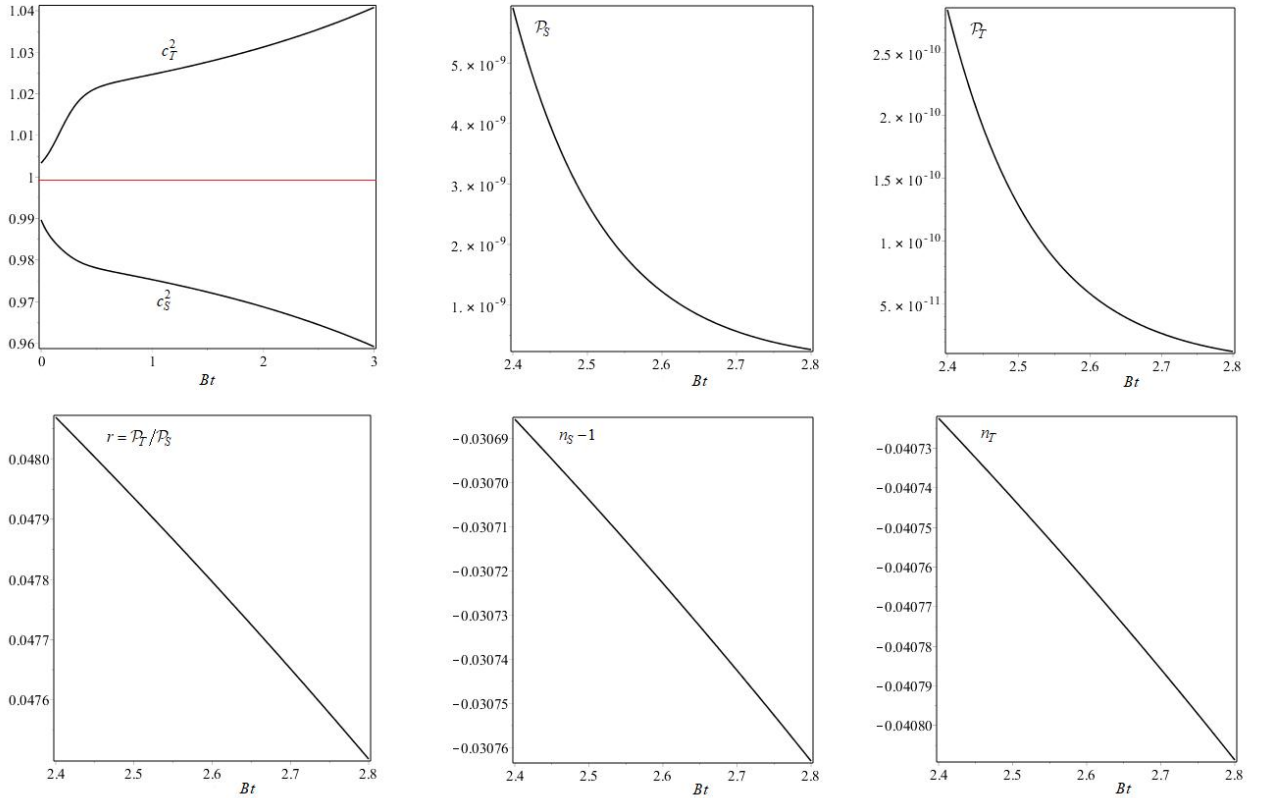 1.04
1.03
1.02
1.01
1
0.99
0.98
0.97
0.96
c_T^2
c_S^2
0 1 2 3
Bt
P_S
5. × 10^-9
4. × 10^-9
3. × 10^-9
2. × 10^-9
1. × 10^-9
2.4 2.5 2.6 2.7 2.8
Bt
P_T
2.5 × 10^-10
2. × 10^-10
1.5 × 10^-10
1. × 10^-10
5. × 10^-11
2.4 2.5 2.6 2.7 2.8
Bt
r = P_T/P_S
0.0480
0.0479
0.0478
0.0477
0.0476
2.4 2.5 2.6 2.7 2.8
Bt
n_S − 1
−0.03069
−0.03070
−0.03071
−0.03072
−0.03073
−0.03074
−0.03075
−0.03076
2.4 2.5 2.6 2.7 2.8
Bt
n_T
−0.04073
−0.04074
−0.04075
−0.04076
−0.04077
−0.04078
−0.04079
−0.04080
2.4 2.5 2.6 2.7 2.8
Bt